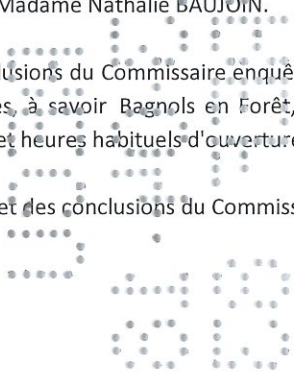 Madame Nathalie BAUJOIN.
lusions du Commissaire enquê
es, à savoir Bagnols en Forêt,
et heures habituels d'ouverture
et des conclusions du Commiss